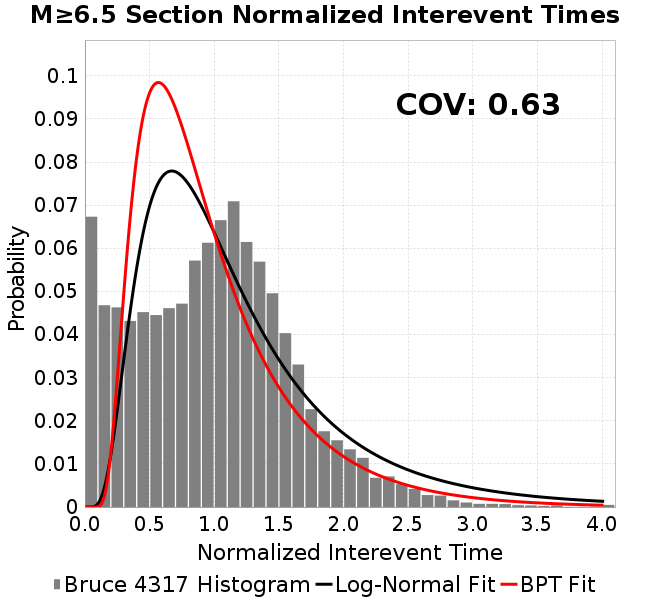 M≥6.5 Section Normalized Interevent Times
COV: 0.63
Probability
0.1
0.09
0.08
0.07
0.06
0.05
0.04
0.03
0.02
0.01
0
0.0 0.5 1.0 1.5 2.0 2.5 3.0 3.5 4.0
Normalized Interevent Time
Bruce 4317 Histogram Log-Normal Fit BPT Fit